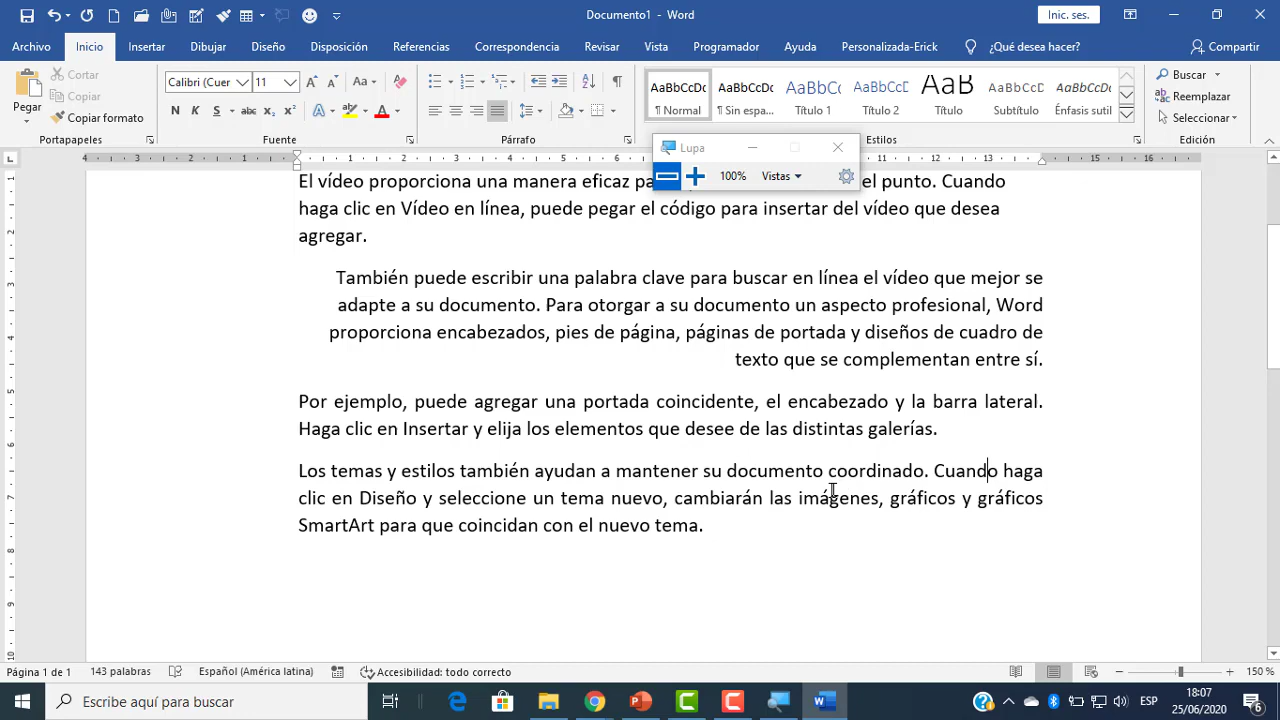 Documento1 - Word
Inic. ses.
Archivo Inicio Insertar Dibujar Diseño Disposición Referencias Correspondencia Revisar Vista Programador Ayuda Personalizada-Erick ¿Qué desea hacer? Compartir
Pegar
Cortar
Copiar
Copiar formato
Calibri (Cuer 11
Portapapeles Fuente Párrafo Estilos Edición
AaBbCcDc AaBbCcDc AaBbCc AaBbCcD AaB AaBbCcD AaBbCcDc
¶ Normal ¶ Sin espa... Título 1 Título 2 Título Subtítulo Énfasis sutil
Buscar
Reemplazar
Seleccionar
Lupa
100% Vistas
El vídeo proporciona una manera eficaz pa el punto. Cuando
haga clic en Vídeo en línea, puede pegar el código para insertar del vídeo que desea
agregar.
También puede escribir una palabra clave para buscar en línea el vídeo que mejor se
adapte a su documento. Para otorgar a su documento un aspecto profesional, Word
proporciona encabezados, pies de página, páginas de portada y diseños de cuadro de
texto que se complementan entre sí.
Por ejemplo, puede agregar una portada coincidente, el encabezado y la barra lateral.
Haga clic en Insertar y elija los elementos que desee de las distintas galerías.
Los temas y estilos también ayudan a mantener su documento coordinado. Cuando haga
clic en Diseño y seleccione un tema nuevo, cambiarán las imágenes, gráficos y gráficos
SmartArt para que coincidan con el nuevo tema.
Página 1 de 1 143 palabras Español (América latina) Accesibilidad: todo correcto 150 %
Escribe aquí para buscar
ESP
18:07
25/06/2020
6